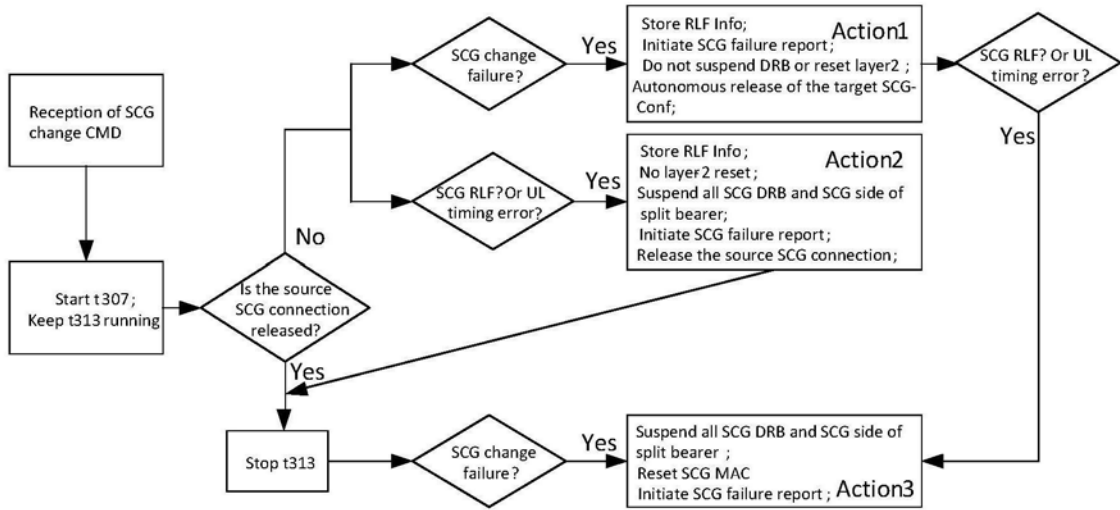 Reception of SCG
change CMD
Start t307;
Keep t313 running
Is the source
SCG connection
released?
No
Yes
SCG change
failure?
Yes
Store RLF Info;
Initiate SCG failure report;
Do not suspend DRB or reset layer2;
Autonomous release of the target SCG-
Conf;
Action1
SCG RLF? Or UL
timing error?
Yes
SCG RLF?Or UL
timing error?
Yes
Store RLF Info;
No layer-2 reset;
Suspend all SCG DRB and SCG side of
split bearer;
Initiate SCG failure report;
Release the source SCG connection;
Action2
Stop t313
SCG change
failure?
Yes
Suspend all SCG DRB and SCG side of
split bearer ;
Reset SCG MAC
Initiate SCG failure report ;
Action3